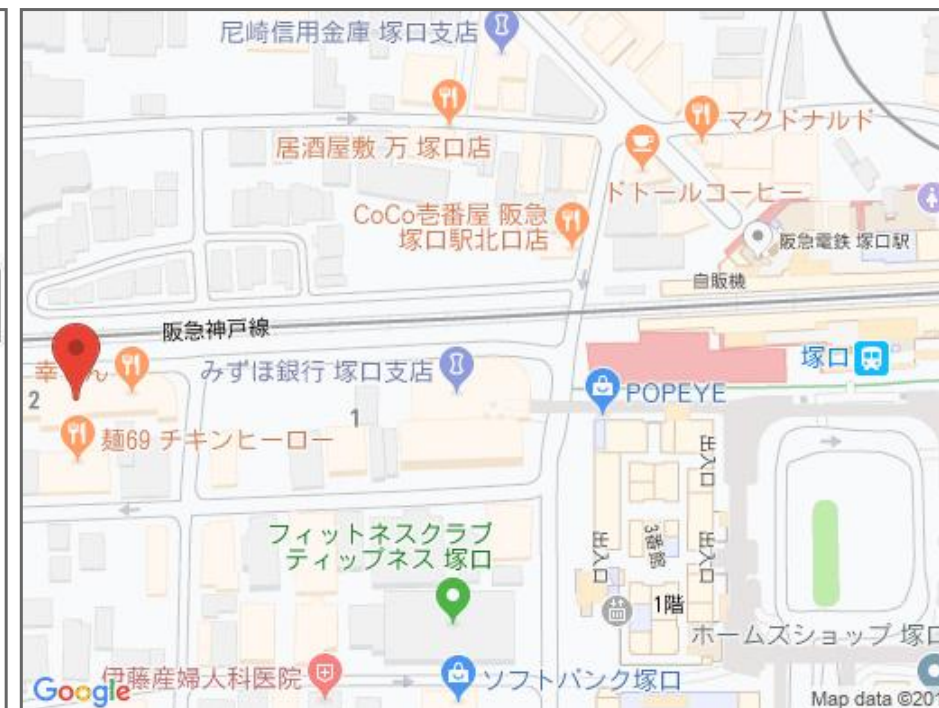 尼崎信用金庫 塚口支店
マクドナルド
居酒屋敷 万 塚口店
ドトールコーヒー
CoCo壱番屋 阪急
塚口駅北口店
阪急電鉄 塚口駅
自販機
阪急神戸線
塚口
みずほ銀行 塚口支店
POPEYE
2
1
麺69 チキンヒーロー
出入口
フィットネスクラブ
ティップネス 塚口
3番館
出入口
出入口
1階
ホームズショップ 塚口
伊藤産婦人科医院
ソフトバンク塚口
Google
Map data ©201